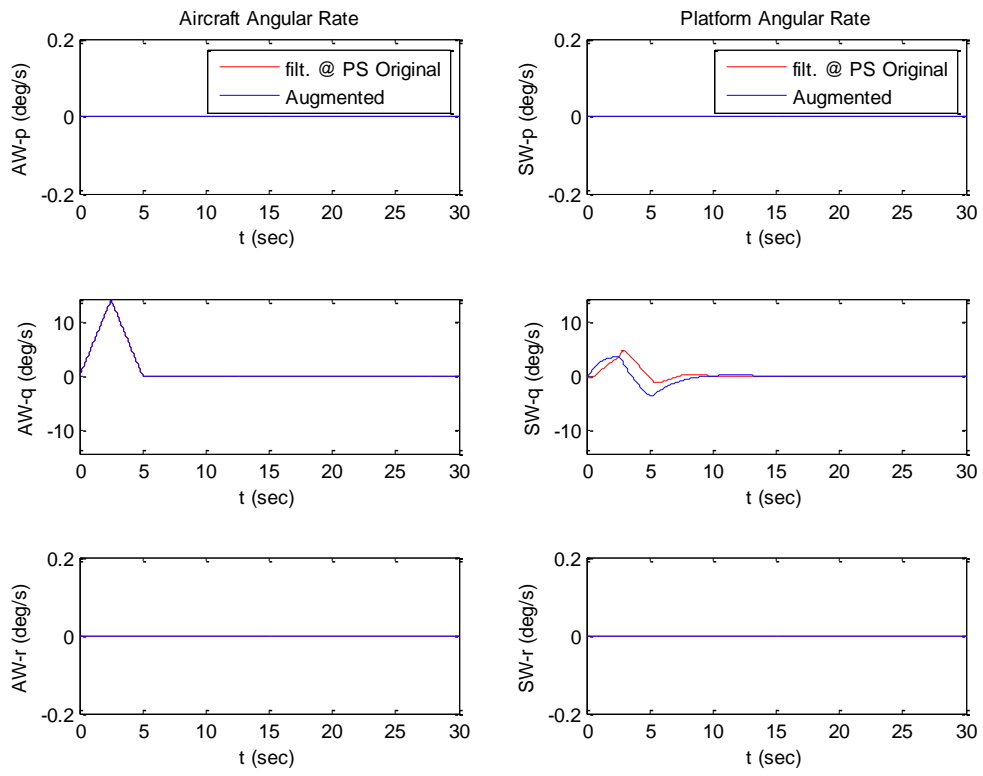 Aircraft Angular Rate
0.2
0
-0.2
AW-p (deg/s)
filt. @ PS Original
Augmented
0 5 10 15 20 25 30
t (sec)
Platform Angular Rate
0.2
0
-0.2
SW-p (deg/s)
filt. @ PS Original
Augmented
0 5 10 15 20 25 30
t (sec)
10
0
-10
AW-q (deg/s)
0 5 10 15 20 25 30
t (sec)
10
0
-10
SW-q (deg/s)
0 5 10 15 20 25 30
t (sec)
0.2
0
-0.2
AW-r (deg/s)
0 5 10 15 20 25 30
t (sec)
0.2
0
-0.2
SW-r (deg/s)
0 5 10 15 20 25 30
t (sec)